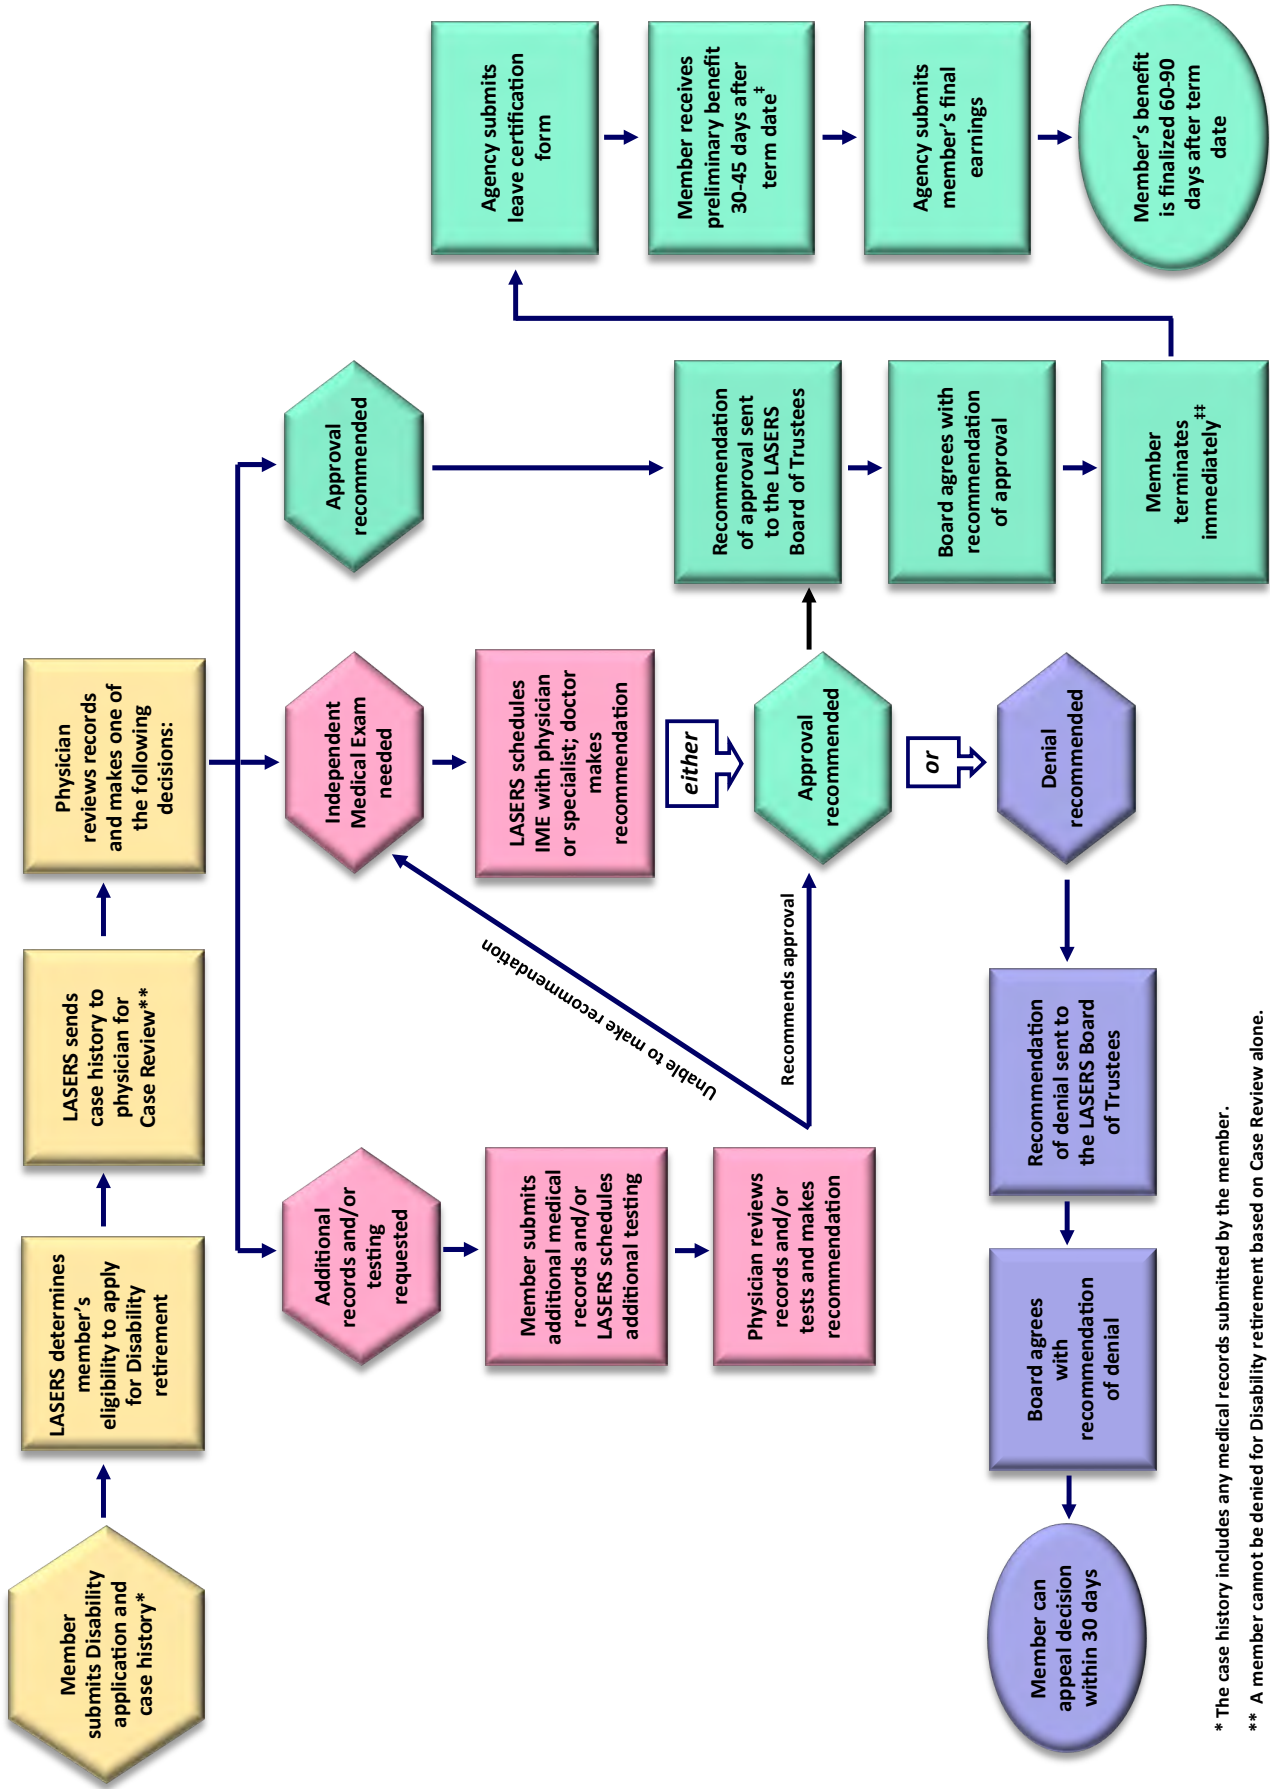 Member
submits Disability
application and
case history*
LASERS determines
member’s
eligibility to apply
for Disability
retirement
LASERS sends
case history to
physician for
Case Review**
Physician
reviews records
and makes one of
the following
decisions:
Additional
records and/or
testing
requested
Member submits
additional medical
records and/or
LASERS schedules
additional testing
Physician reviews
records and/or
tests and makes
recommendation
Unable to make recommendation
Recommends approval
Independent
Medical Exam
needed
LASERS schedules
IME with physician
or specialist; doctor
makes
recommendation
either
Approval
recommended
or
Denial
recommended
Recommendation
of denial sent to
the LASERS Board
of Trustees
Board agrees
with
recommendation
of denial
Member can
appeal decision
within 30 days
Approval
recommended
Recommendation
of approval sent
to the LASERS
Board of Trustees
Board agrees with
recommendation
of approval
Member
terminates
immediately‡‡
Agency submits
leave certification
form
Member receives
preliminary benefit
30-45 days after
term date‡
Agency submits
member’s final
earnings
Member’s benefit
is finalized 60-90
days after term
date
* The case history includes any medical records submitted by the member.
** A member cannot be denied for Disability retirement based on Case Review alone.